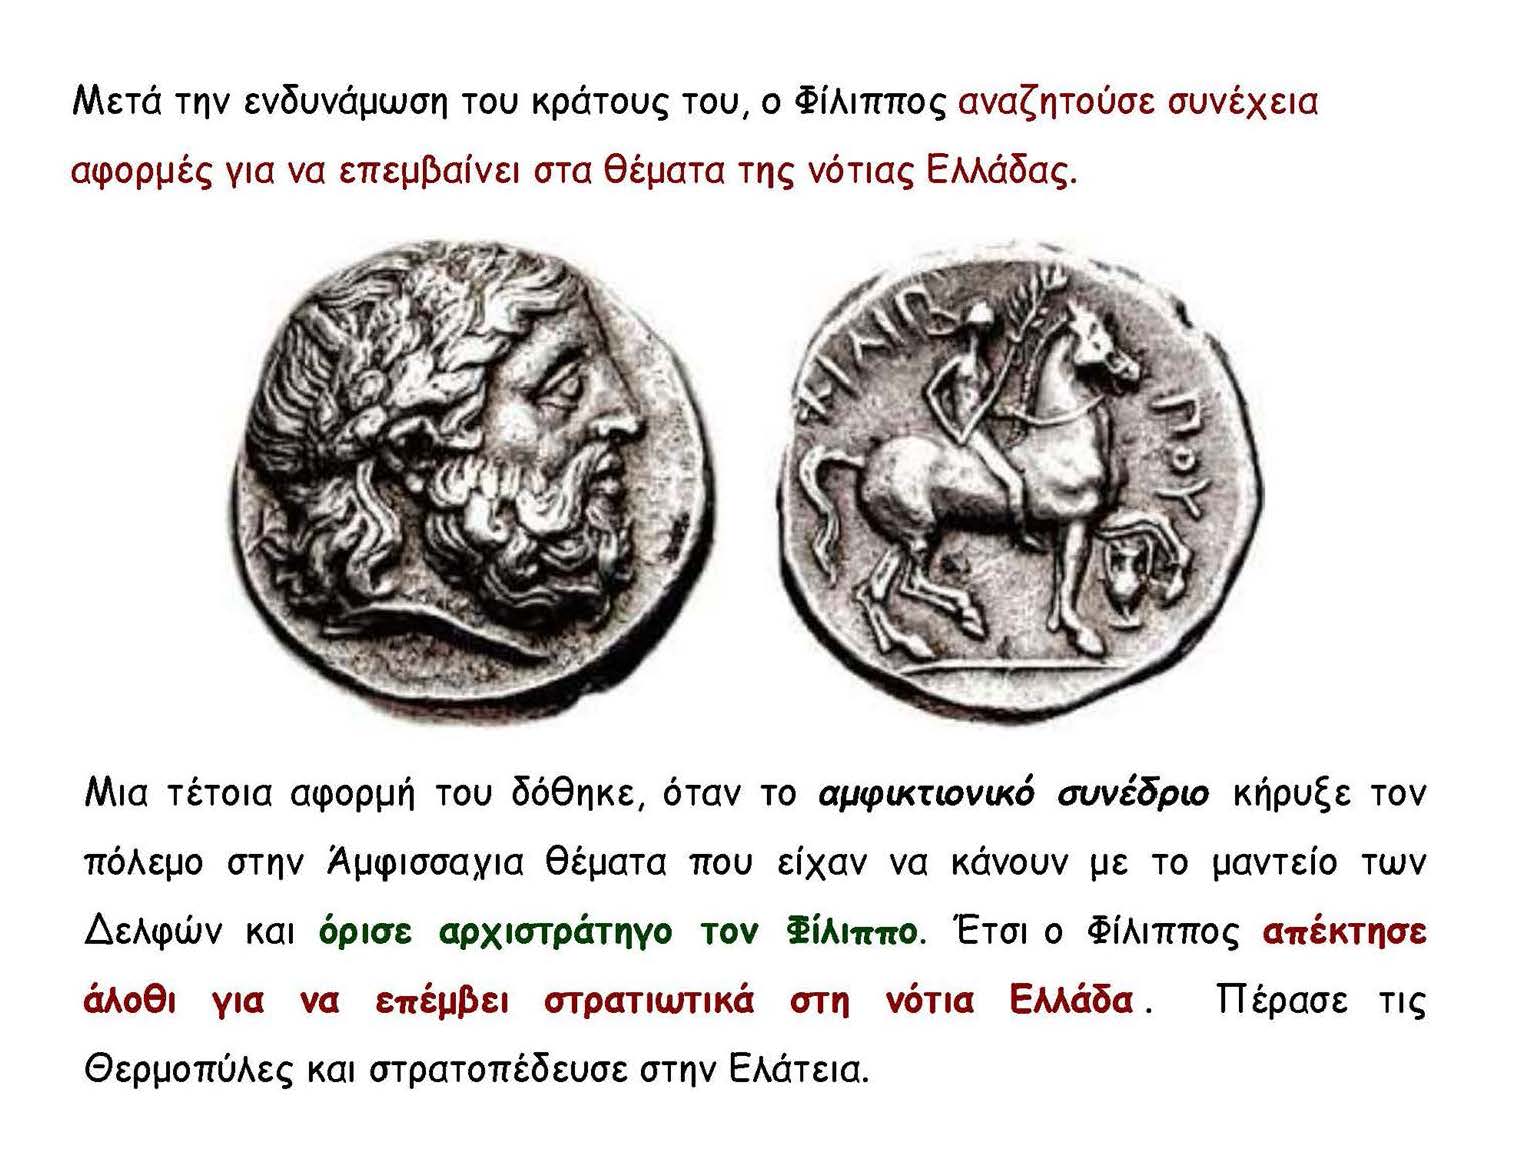 Μετά την ενδυνάμωση του κράτους του, ο Φίλιππος αναζητούσε συνέχεια
αφορμές για να επεμβαίνει στα θέματα της νότιας Ελλάδας.
ΦΙΛΙΠ
ΠΟΥ
Μια τέτοια αφορμή του δόθηκε, όταν το αμφικτιονικό συνέδριο κήρυξε τον
πόλεμο στην Άμφισσα,για θέματα που είχαν να κάνουν με το μαντείο των
Δελφών και όρισε αρχιστράτηγο τον Φίλιππο. Έτσι ο Φίλιππος απέκτησε
άλοθι για να επέμβει στρατιωτικά στη νότια Ελλάδα. Πέρασε τις
Θερμοπύλες και στρατοπέδευσε στην Ελάτεια.